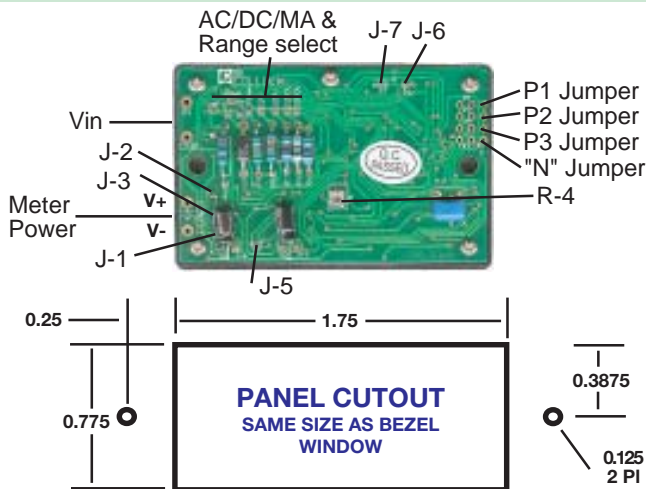 AC/DC/MA &
Range select
J-7
J-6
P1 Jumper
P2 Jumper
P3 Jumper
"N" Jumper
R-4
Vin
J-2
J-3
V+
Meter
Power
V-
J-1
J-5
Q.C
PASSED
0.25
1.75
0.775
PANEL CUTOUT
SAME SIZE AS BEZEL
WINDOW
0.3875
0.125
2 Pl